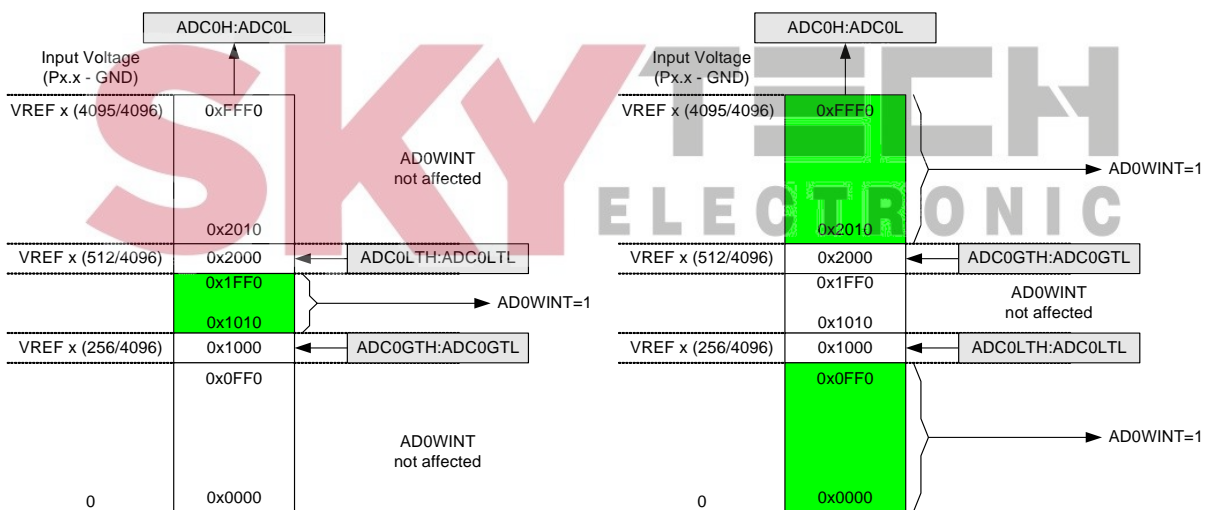 ADC0H:ADC0L
Input Voltage
(Px.x - GND)
VREF x (4095/4096)
0xFFF0
AD0WINT
not affected
0x2010
VREF x (512/4096)
0x2000
ADC0LTH:ADC0LTL
0x1FF0
AD0WINT=1
0x1010
VREF x (256/4096)
0x1000
ADC0GTH:ADC0GTL
0x0FF0
AD0WINT
not affected
0
0x0000
ADC0H:ADC0L
Input Voltage
(Px.x - GND)
VREF x (4095/4096)
0xFFF0
AD0WINT=1
0x2010
VREF x (512/4096)
0x2000
ADC0GTH:ADC0GTL
0x1FF0
AD0WINT
not affected
0x1010
VREF x (256/4096)
0x1000
ADC0LTH:ADC0LTL
0x0FF0
AD0WINT=1
0
0x0000
SKYTECH
ELECTRONIC